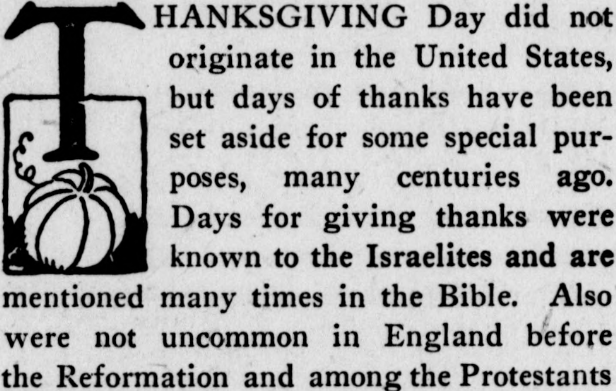 THANKSGIVING Day did not
originate in the United States,
but days of thanks have been
set aside for some special pur-
poses, many centuries ago.
Days for giving thanks were
known to the Israelites and are
mentioned many times in the Bible. Also
were not uncommon in England before
the Reformation and among the Protestants